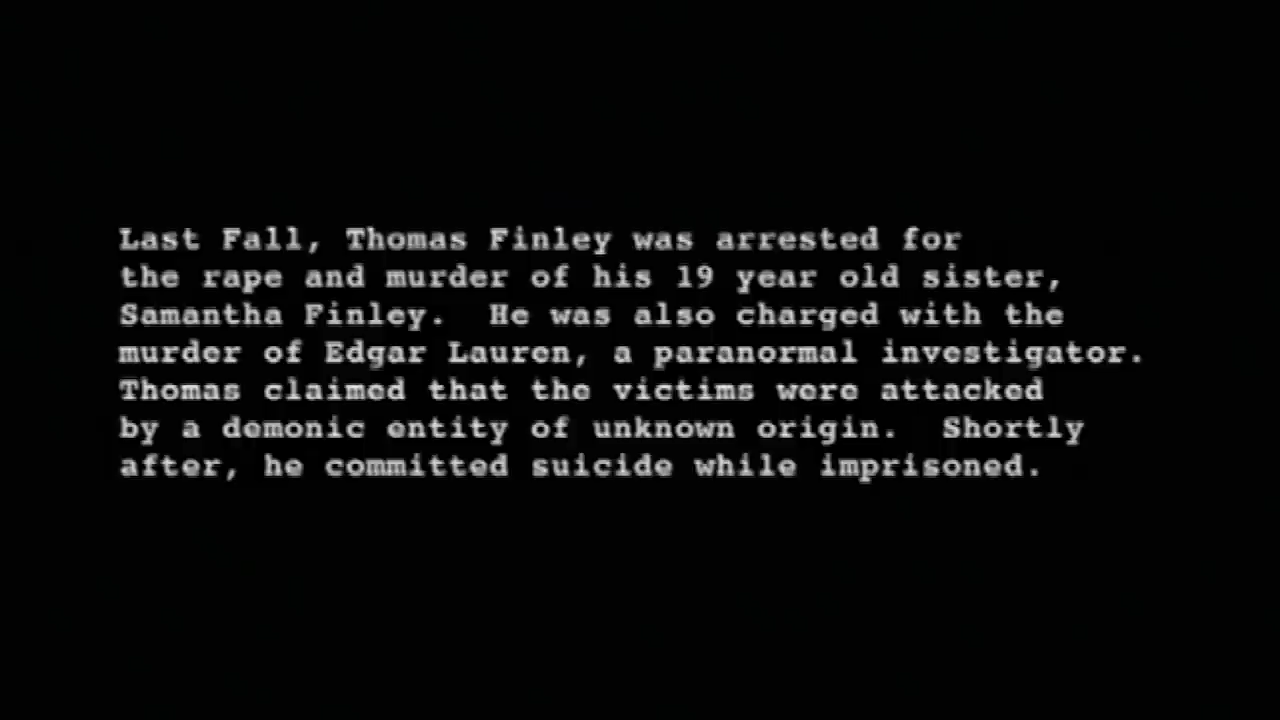 Last Fall, Thomas Finley was arrested for
the rape and murder of his 19 year old sister,
Samantha Finley.  He was also charged with the
murder of Edgar Lauren, a paranormal investigator.
Thomas claimed that the victims were attacked
by a demonic entity of unknown origin.  Shortly
after, he committed suicide while imprisoned.